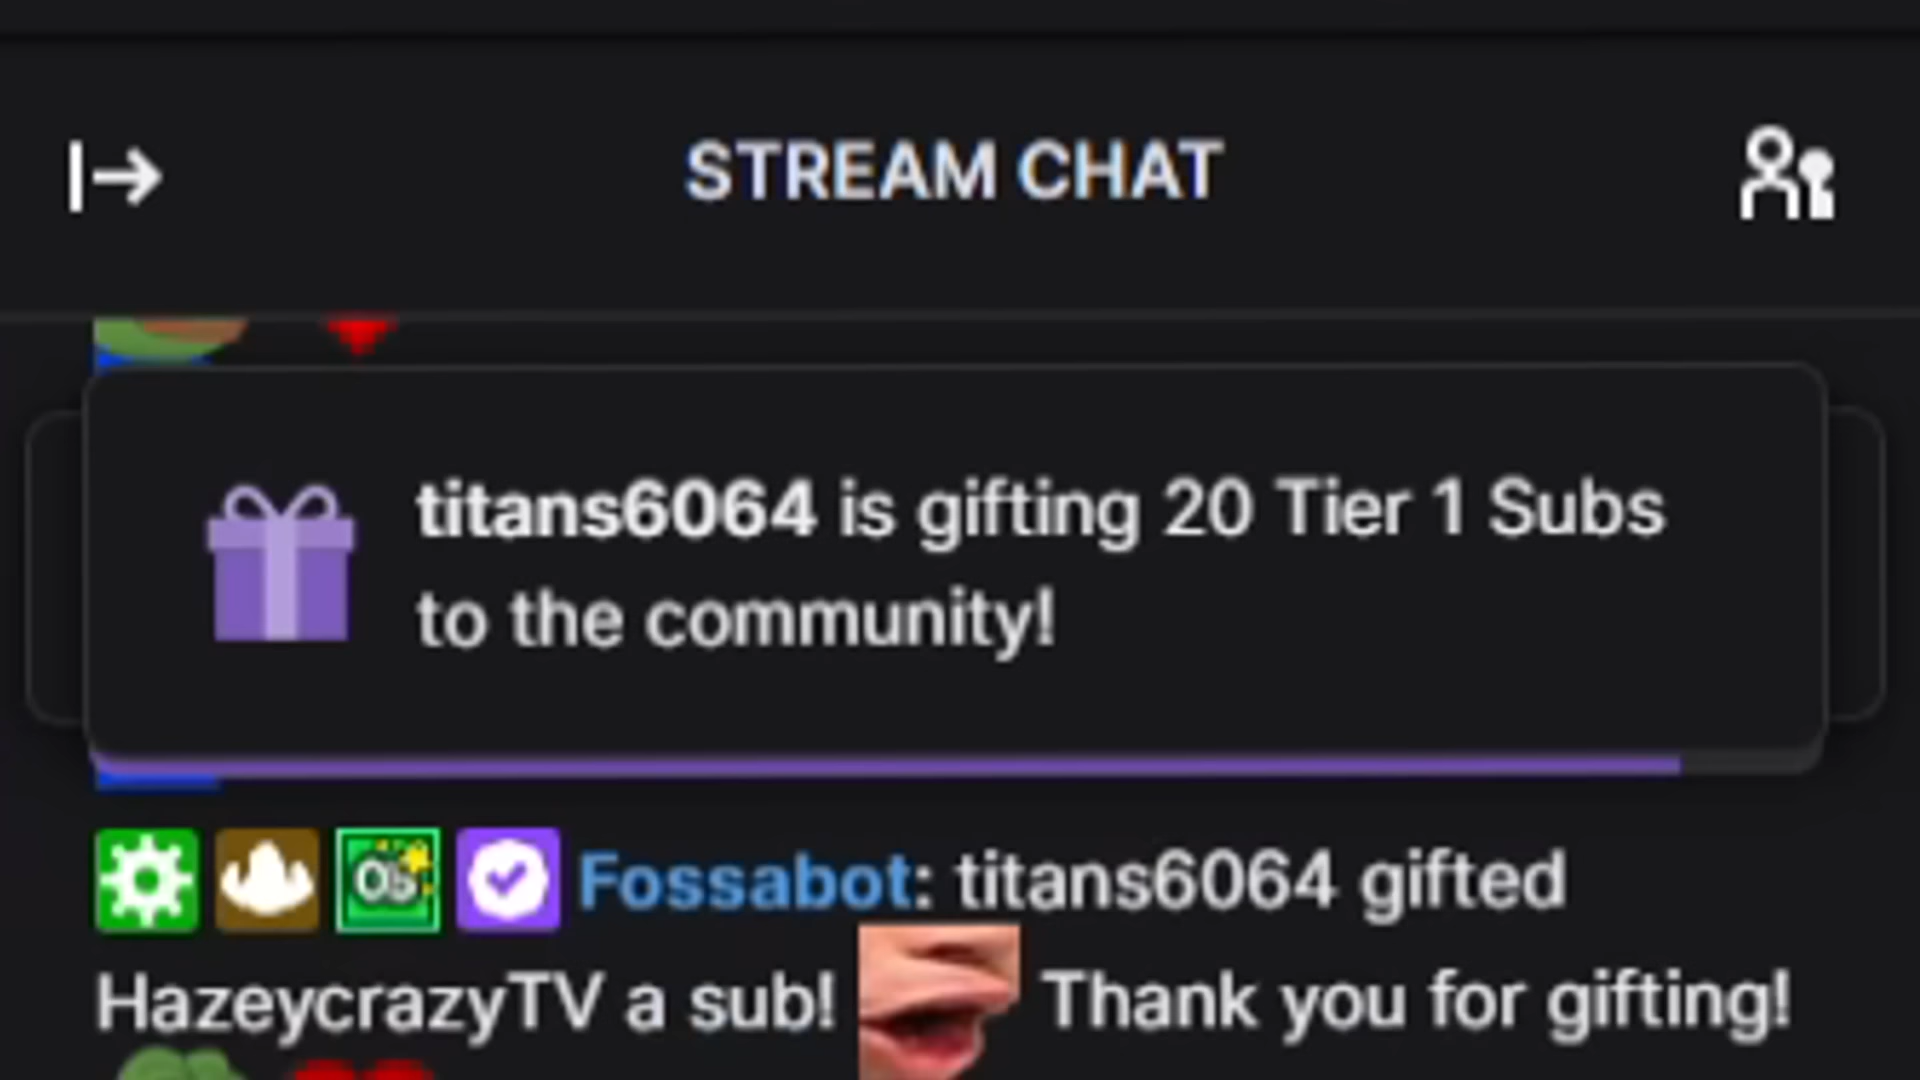 STREAM CHAT
titans6064 is gifting 20 Tier 1 Subs
to the community!
Fossabot: titans6064 gifted
HazeycrazyTV a sub! Thank you for gifting!